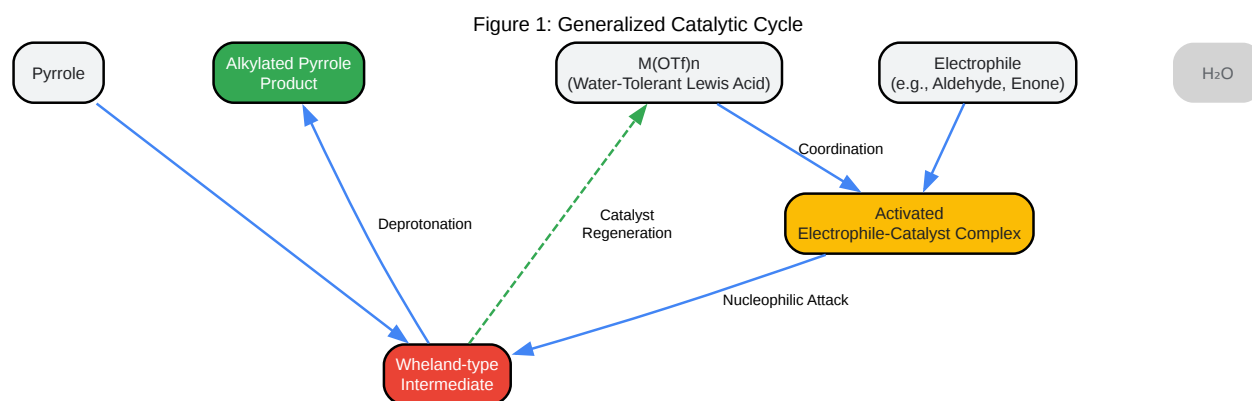 Figure 1: Generalized Catalytic Cycle
Pyrrole
Alkylated Pyrrole
Product
M(OTf)n
(Water-Tolerant Lewis Acid)
Electrophile
(e.g., Aldehyde, Enone)
H₂O
Coordination
Deprotonation
Catalyst
Regeneration
Activated
Electrophile-Catalyst Complex
Nucleophilic Attack
Wheland-type
Intermediate